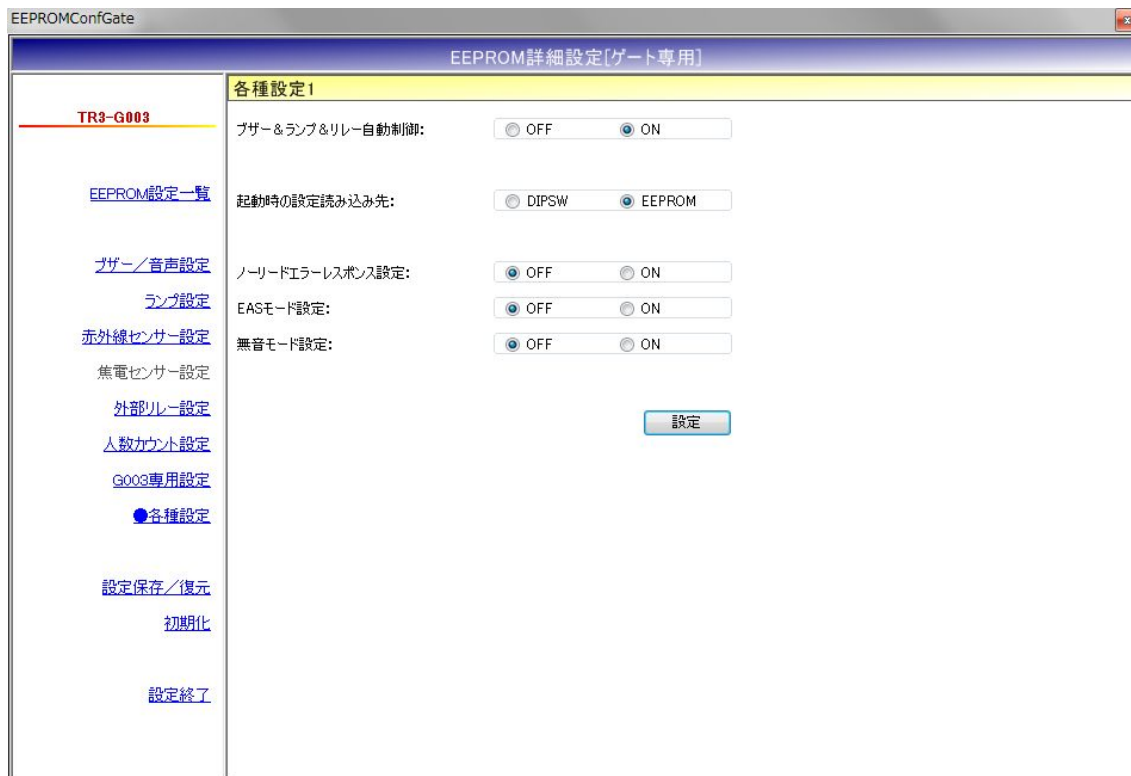 EEPROMConfGate
EEPROM詳細設定[ゲート専用]
TR3-G003
EEPROM設定一覧
ブザー/音声設定
ランプ設定
赤外線センサー設定
焦電センサー設定
外部リレー設定
人数カウント設定
G003専用設定
●各種設定
設定保存/復元
初期化
設定終了
各種設定1
ブザー&ランプ&リレー自動制御: OFF ON
起動時の設定読み込み先: DIPSW EEPROM
ノーリードエラーレスポンス設定: OFF ON
EASモード設定: OFF ON
無音モード設定: OFF ON
設定